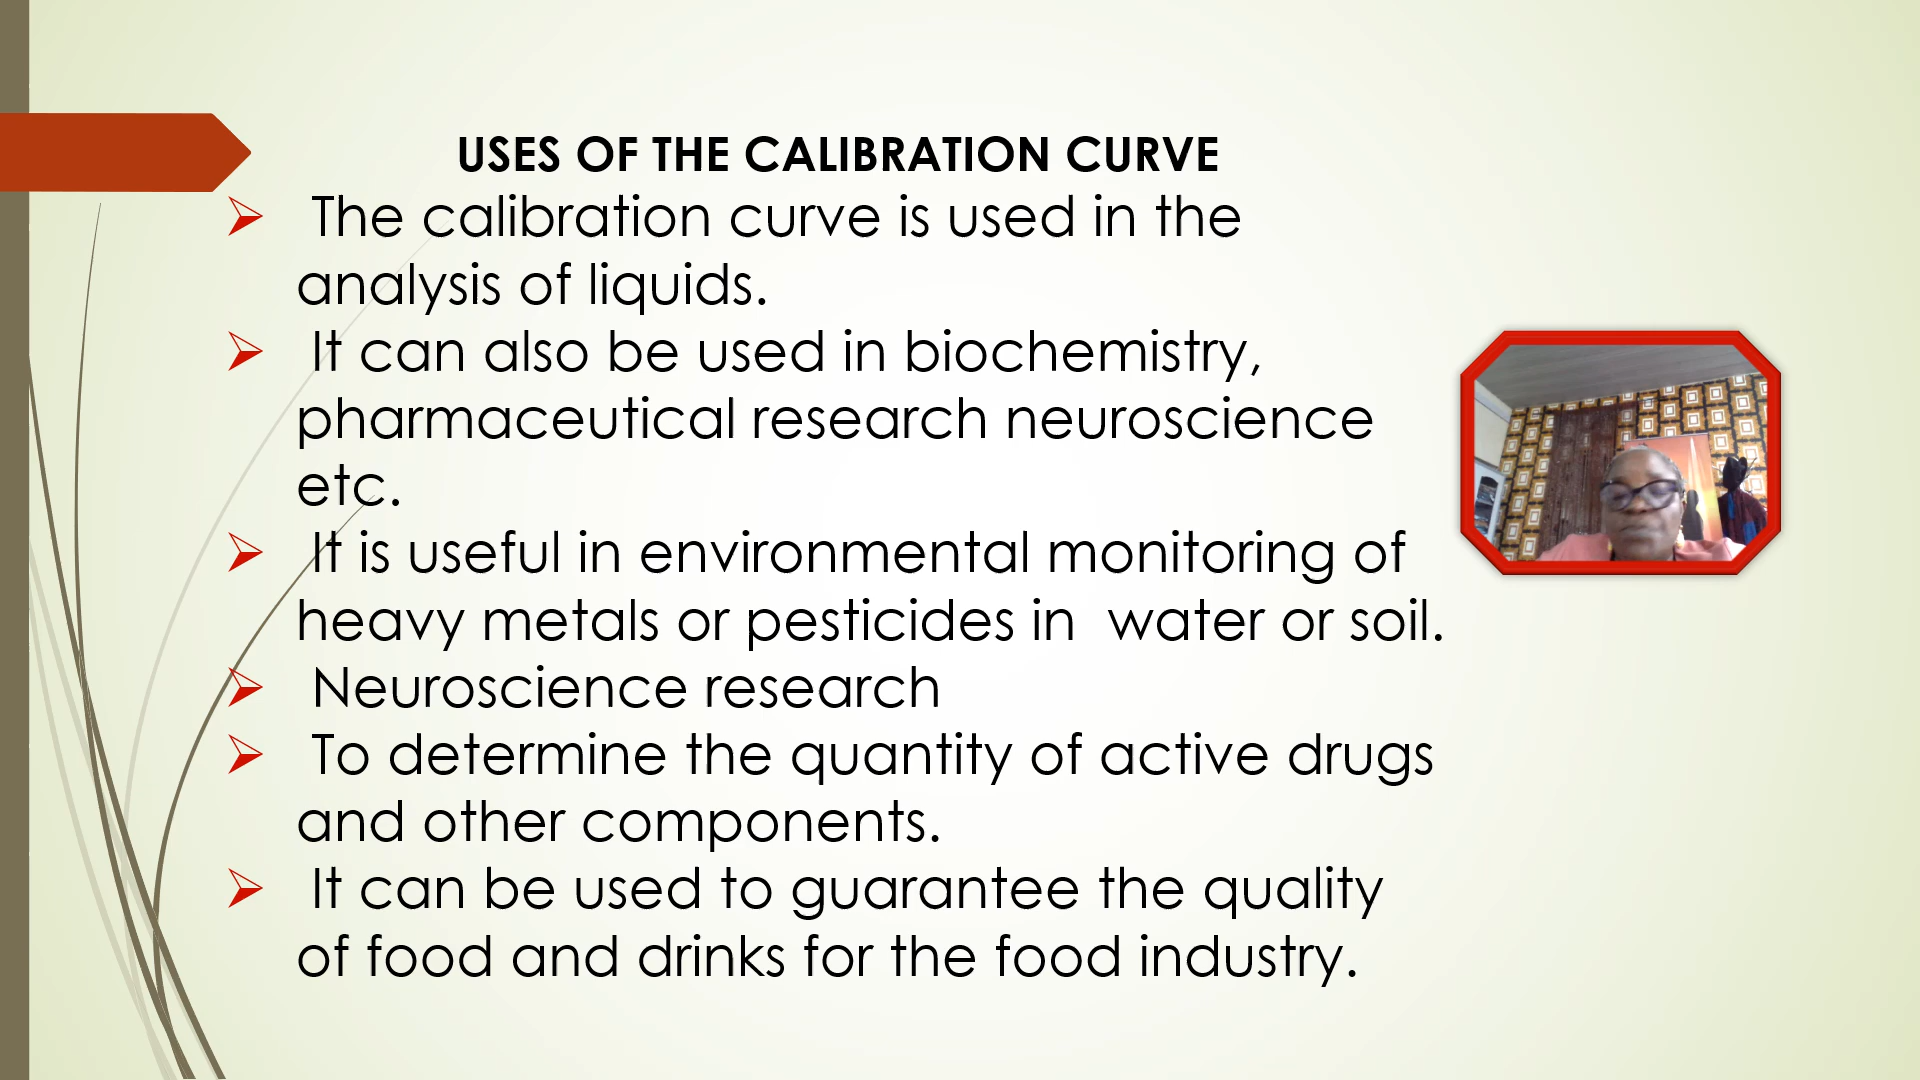 USES OF THE CALIBRATION CURVE
The calibration curve is used in the
analysis of liquids.
It can also be used in biochemistry,
pharmaceutical research neuroscience
etc.
It is useful in environmental monitoring of
heavy metals or pesticides in  water or soil.
Neuroscience research
To determine the quantity of active drugs
and other components.
It can be used to guarantee the quality
of food and drinks for the food industry.